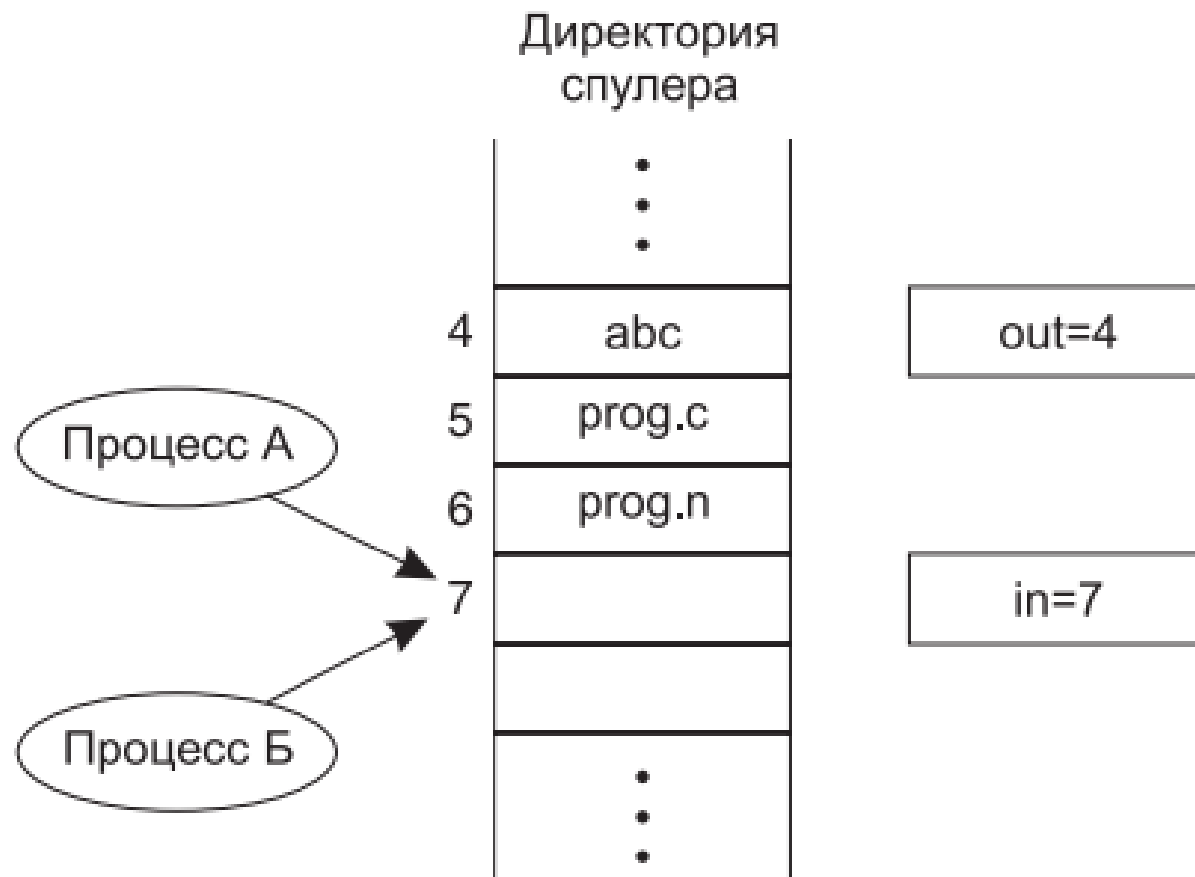 Директория
спулера
4
abc
out=4
5
prog.c
Процесс А
6
prog.n
7
in=7
Процесс Б